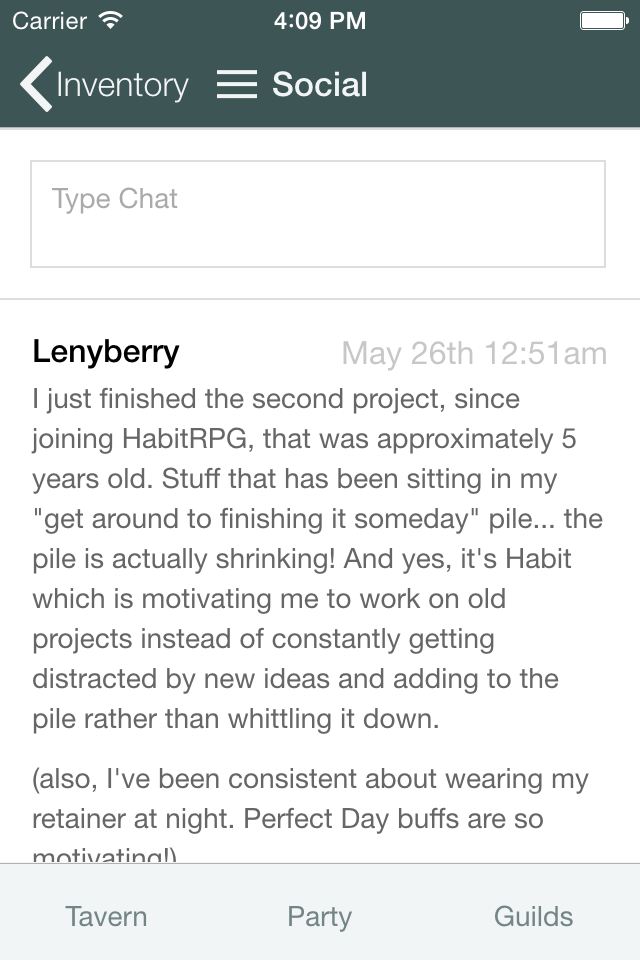 Carrier 4:09 PM
Inventory Social
Type Chat
Lenyberry May 26th 12:51am
I just finished the second project, since
joining HabitRPG, that was approximately 5
years old. Stuff that has been sitting in my
"get around to finishing it someday" pile... the
pile is actually shrinking! And yes, it's Habit
which is motivating me to work on old
projects instead of constantly getting
distracted by new ideas and adding to the
pile rather than whittling it down.
(also, I've been consistent about wearing my
retainer at night. Perfect Day buffs are so
motivating!)
Tavern Party Guilds